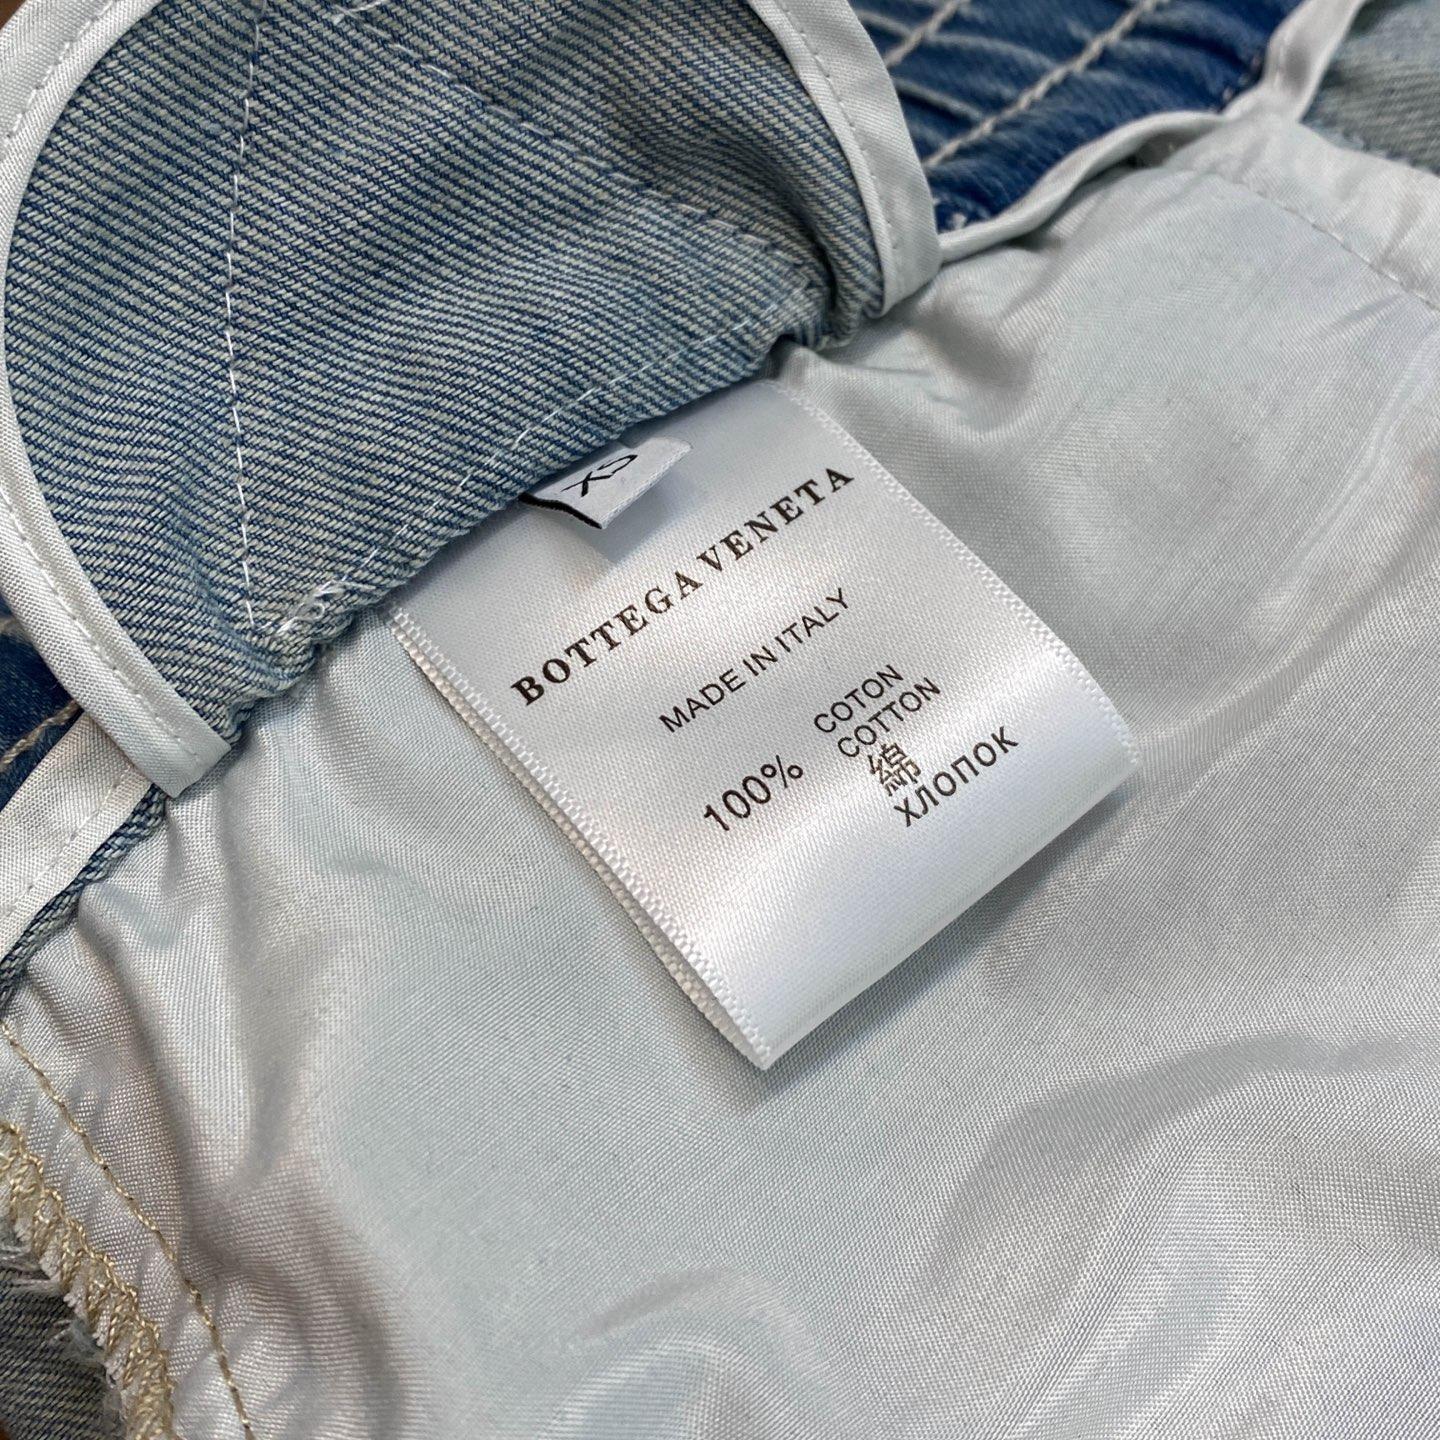 XS
BOTTEGA VENETA
MADE IN ITALY
100% COTON
COTTON
綿
ХЛОПОК